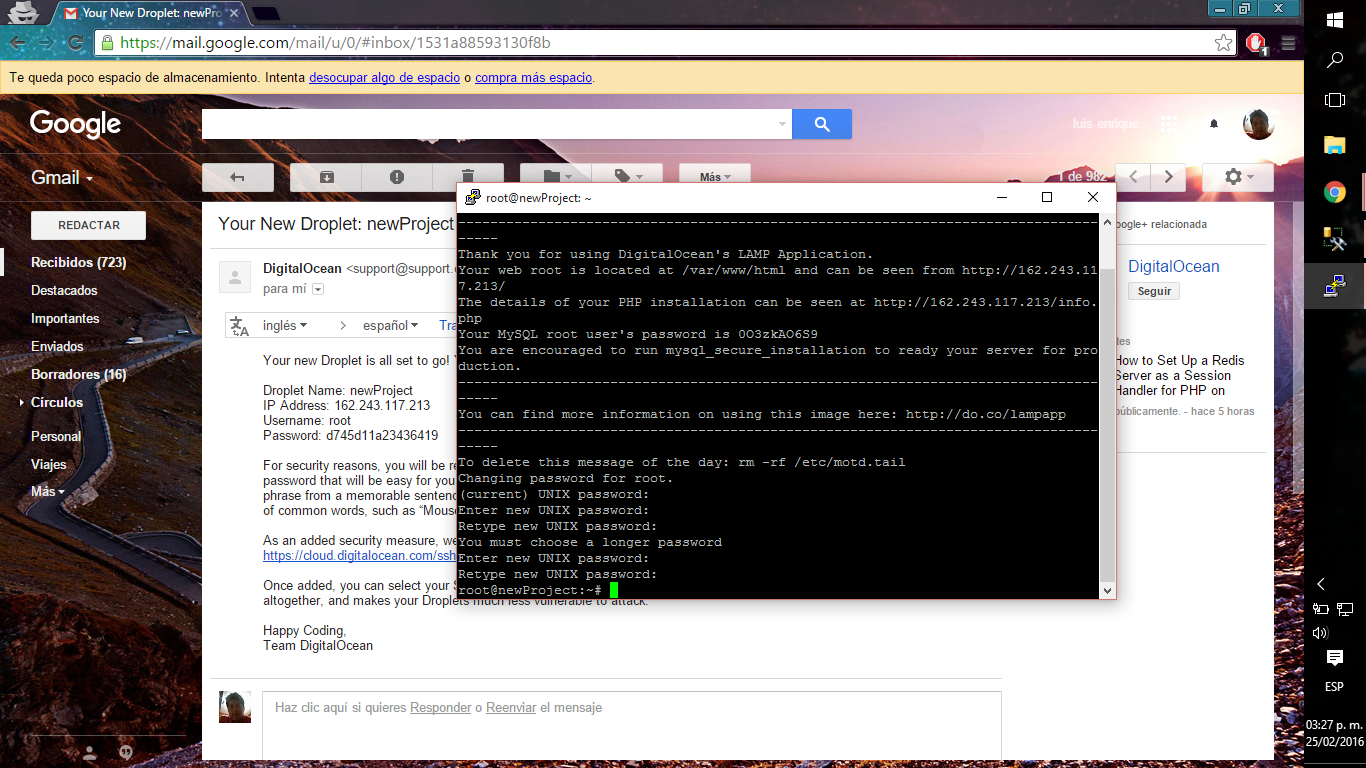 Your New Droplet: newPro
https://mail.google.com/mail/u/0/#inbox/1531a88593130f8b
1
Te queda poco espacio de almacenamiento. Intenta desocupar algo de espacio o compra más espacio.
Google
luis enrique
Gmail
Más
1 de 982
REDACTAR
Recibidos (723)
Destacados
Importantes
Enviados
Borradores (16)
Círculos
Personal
Viajes
Más
Your New Droplet: newProject
DigitalOcean <support@support.
para mí
inglés
español
Tra
Your new Droplet is all set to go!
Droplet Name: newProject
IP Address: 162.243.117.213
Username: root
Password: d745d11a23436419
For security reasons, you will be re
password that will be easy for you
phrase from a memorable senten
of common words, such as “Mous
As an added security measure, we
https://cloud.digitalocean.com/ssh
Once added, you can select your S
altogether, and makes your Droplets much less vulnerable to attack.
Happy Coding,
Team DigitalOcean
Haz clic aquí si quieres Responder o Reenviar el mensaje
root@newProject: ~
--------------------------------------------------------------------------------
-----
Thank you for using DigitalOcean's LAMP Application.
Your web root is located at /var/www/html and can be seen from http://162.243.11
7.213/
The details of your PHP installation can be seen at http://162.243.117.213/info.
php
Your MySQL root user's password is 0O3zkAO6S9
You are encouraged to run mysql_secure_installation to ready your server for pro
duction.
--------------------------------------------------------------------------------
-----
You can find more information on using this image here: http://do.co/lampapp
--------------------------------------------------------------------------------
-----
To delete this message of the day: rm -rf /etc/motd.tail
Changing password for root.
(current) UNIX password:
Enter new UNIX password:
Retype new UNIX password:
You must choose a longer password
Enter new UNIX password:
Retype new UNIX password:
root@newProject:~#
oogle+ relacionada
DigitalOcean
Seguir
tes
How to Set Up a Redis
Server as a Session
Handler for PHP on
públicamente. - hace 5 horas
ESP
03:27 p. m.
25/02/2016